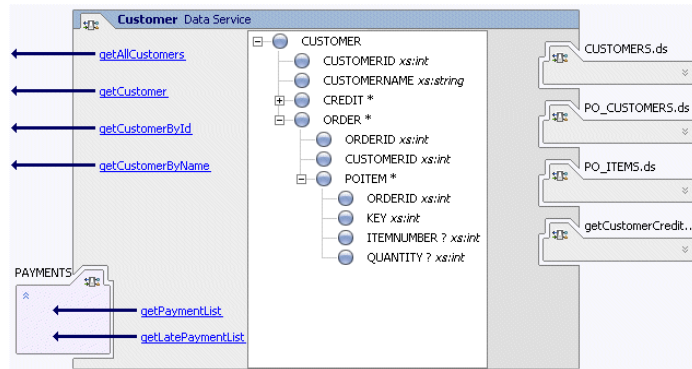 Customer Data Service
getAllCustomers
getCustomer
getCustomerById
getCustomerByName
CUSTOMER
CUSTOMERID xs:int
CUSTOMERNAME xs:string
CREDIT *
ORDER *
ORDERID xs:int
CUSTOMERID xs:int
POITEM *
ORDERID xs:int
KEY xs:int
ITEMNUMBER ? xs:int
QUANTITY ? xs:int
CUSTOMERS.ds
PO_CUSTOMERS.ds
PO_ITEMS.ds
getCustomerCredit..
PAYMENTS
getPaymentList
getLatePaymentList